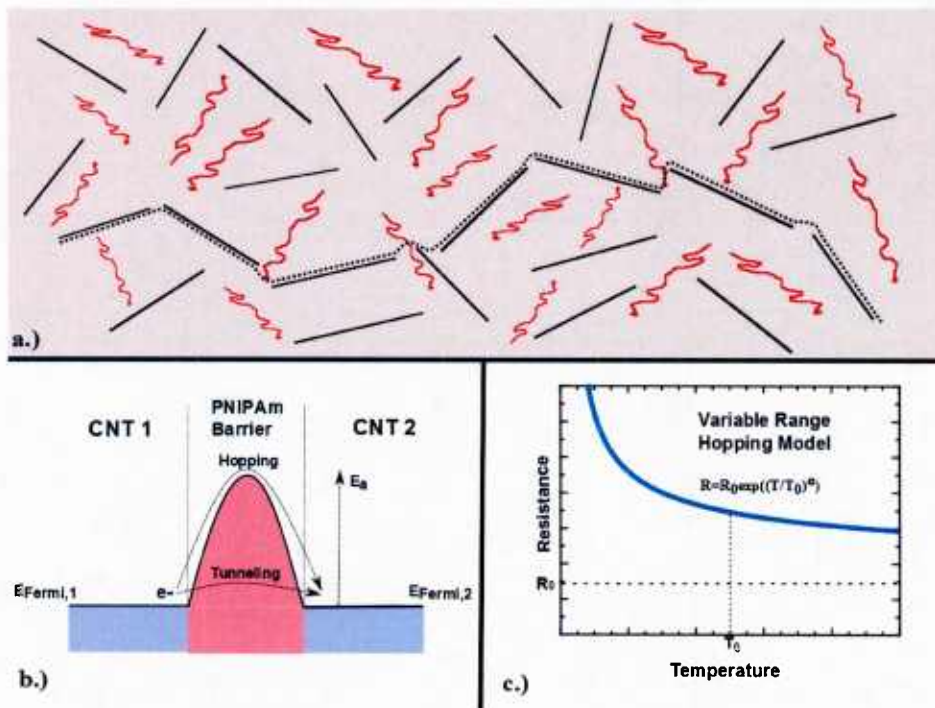 a.)
CNT 1
PNIPAm
Barrier
CNT 2
Hopping
Ea
Tunneling
EFermi,1
e-
EFermi,2
b.)
Variable Range
Hopping Model
R=R0exp((T/T0)α)
Resistance
R0
T0
Temperature
c.)